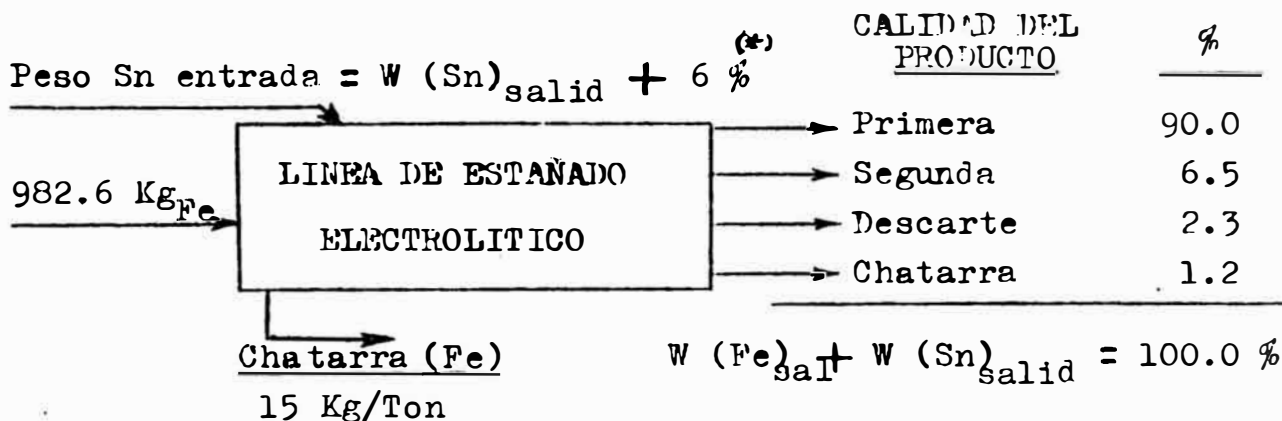 CALIDAD DEL %
PRODUCTO
(*)
Peso Sn entrada = W (Sn)salid + 6 %
Primera 90.0
982.6 KgFe
LINEA DE ESTAÑADO
ELECTROLITICO
Segunda 6.5
Descarte 2.3
Chatarra 1.2
Chatarra (Fe)
15 Kg/Ton
W (Fe)sal + W (Sn)salid = 100.0 %